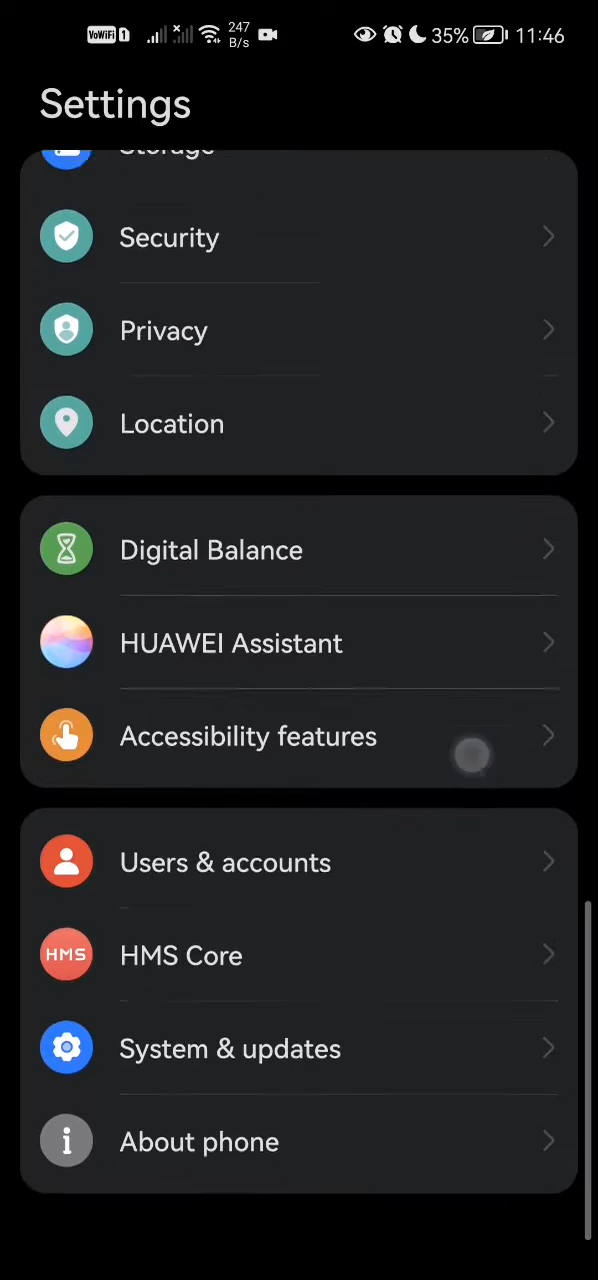 VoWiFi 1 247 B/s 35% 11:46
Settings
Storage
Security
Privacy
Location
Digital Balance
HUAWEI Assistant
Accessibility features
Users & accounts
HMS HMS Core
System & updates
About phone